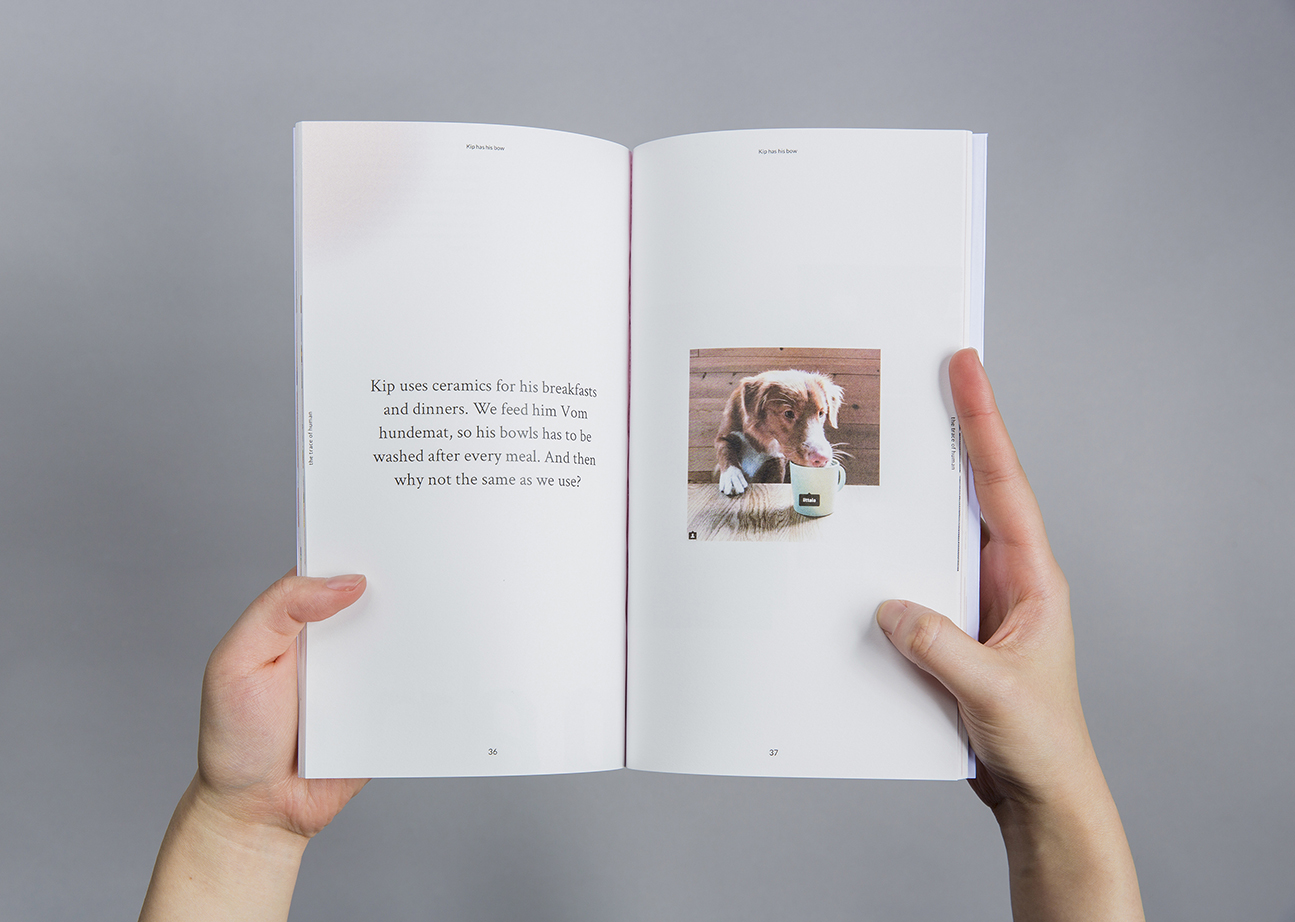 Kip has his bow
Kip uses ceramics for his breakfasts
and dinners. We feed him Vom
hundemat, so his bowls has to be
washed after every meal. And then
why not the same as we use?
the trace of human
36
Kip has his bow
iittala
the trace of human
37